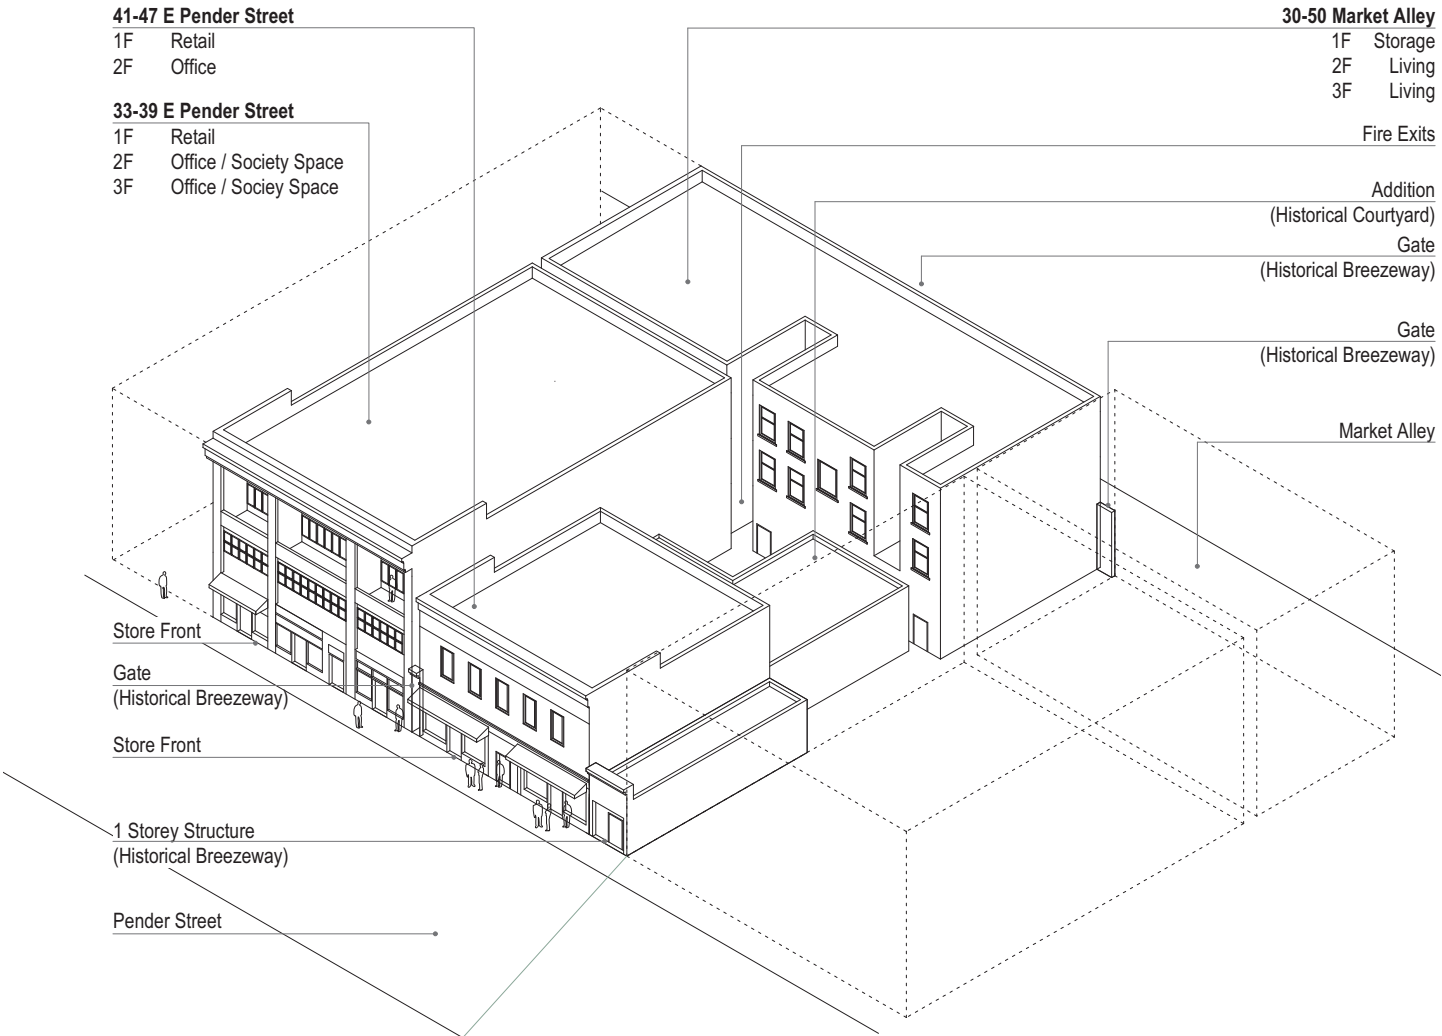 41-47 E Pender Street
1F Retail
2F Office
33-39 E Pender Street
1F Retail
2F Office / Society Space
3F Office / Sociey Space
30-50 Market Alley
1F Storage
2F Living
3F Living
Fire Exits
Addition
(Historical Courtyard)
Gate
(Historical Breezeway)
Gate
(Historical Breezeway)
Market Alley
Store Front
Gate
(Historical Breezeway)
Store Front
1 Storey Structure
(Historical Breezeway)
Pender Street